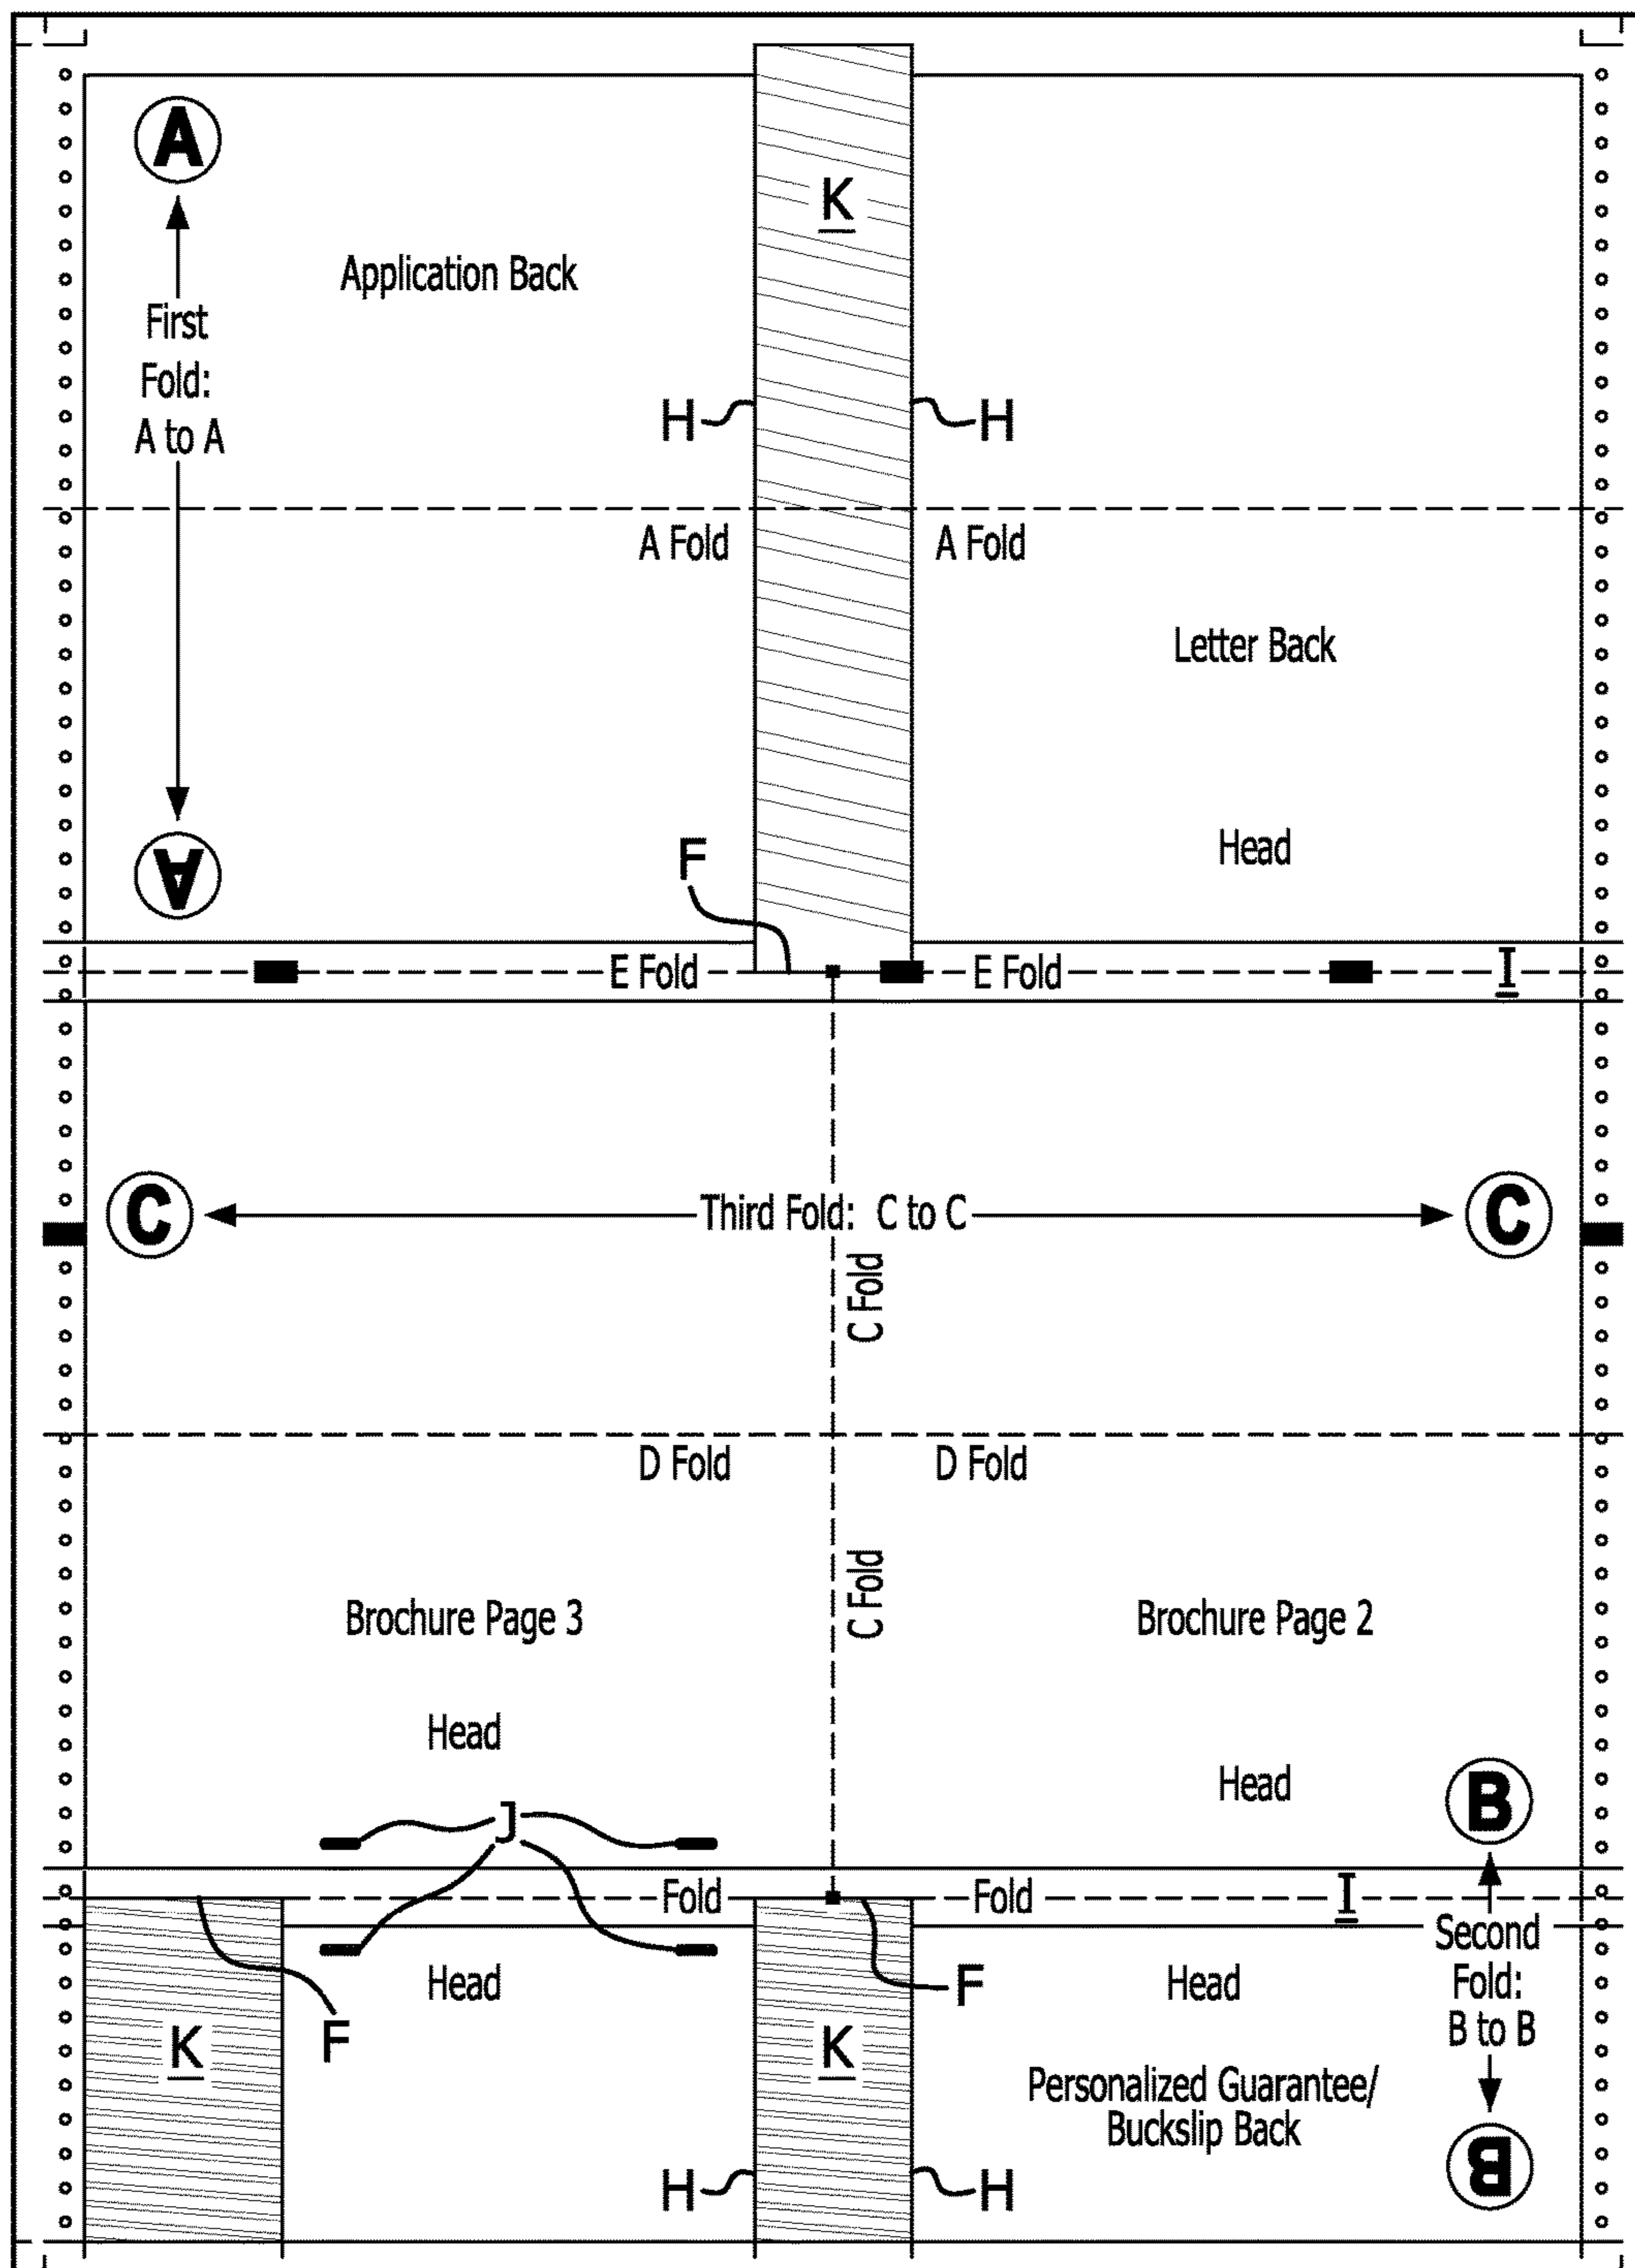 A
K
Application Back
First
Fold:
A to A
H H
A Fold A Fold
Letter Back
Head
F
A
E Fold E Fold I
C Third Fold: C to C C
C Fold
D Fold D Fold
C Fold
Brochure Page 3 Brochure Page 2
Head
Head B
J
Fold Fold I
Second
Fold:
B to B
Head Head
F
F
K K
Personalized Guarantee/
Buckslip Back
B
H H